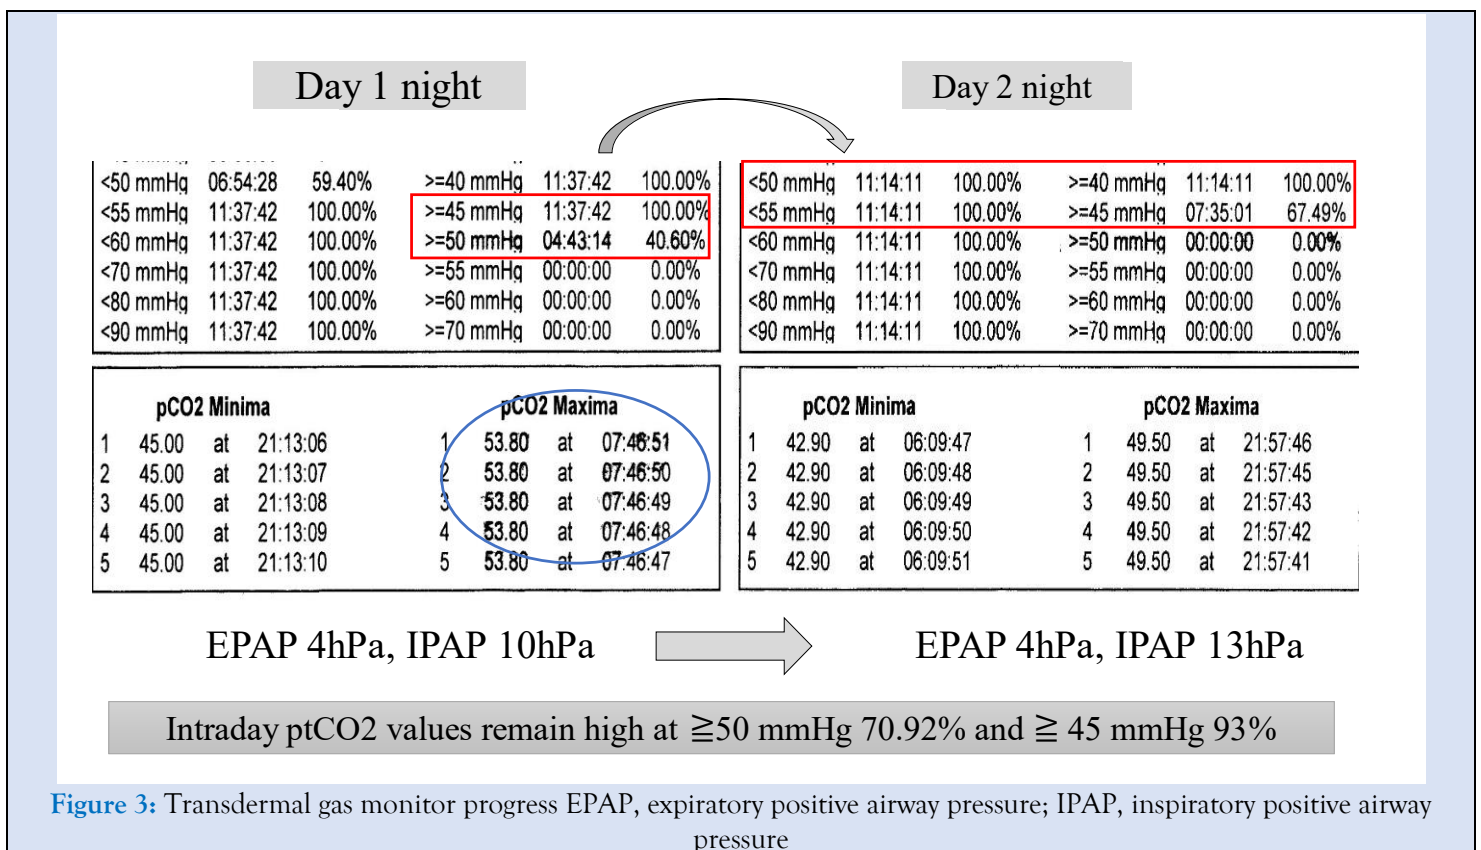 Day 1 night
Day 2 night
<50 mmHg 06:54:28 59.40% >=40 mmHg 11:37:42 100.00%
<55 mmHg 11:37:42 100.00% >=45 mmHg 11:37:42 100.00%
<60 mmHg 11:37:42 100.00% >=50 mmHg 04:43:14 40.60%
<70 mmHg 11:37:42 100.00% >=55 mmHg 00:00:00 0.00%
<80 mmHg 11:37:42 100.00% >=60 mmHg 00:00:00 0.00%
<90 mmHg 11:37:42 100.00% >=70 mmHg 00:00:00 0.00%
<50 mmHg 11:14:11 100.00% >=40 mmHg 11:14:11 100.00%
<55 mmHg 11:14:11 100.00% >=45 mmHg 07:35:01 67.49%
<60 mmHg 11:14:11 100.00% >=50 mmHg 00:00:00 0.00%
<70 mmHg 11:14:11 100.00% >=55 mmHg 00:00:00 0.00%
<80 mmHg 11:14:11 100.00% >=60 mmHg 00:00:00 0.00%
<90 mmHg 11:14:11 100.00% >=70 mmHg 00:00:00 0.00%
pCO2 Minima pCO2 Maxima
1 45.00 at 21:13:06 1 53.80 at 07:46:51
2 45.00 at 21:13:07 2 53.80 at 07:46:50
3 45.00 at 21:13:08 3 53.80 at 07:46:49
4 45.00 at 21:13:09 4 53.80 at 07:46:48
5 45.00 at 21:13:10 5 53.80 at 07:46:47
pCO2 Minima pCO2 Maxima
1 42.90 at 06:09:47 1 49.50 at 21:57:46
2 42.90 at 06:09:48 2 49.50 at 21:57:45
3 42.90 at 06:09:49 3 49.50 at 21:57:43
4 42.90 at 06:09:50 4 49.50 at 21:57:42
5 42.90 at 06:09:51 5 49.50 at 21:57:41
EPAP 4hPa, IPAP 10hPa
EPAP 4hPa, IPAP 13hPa
Intraday ptCO2 values remain high at ≧50 mmHg 70.92% and ≧ 45 mmHg 93%
Figure 3: Transdermal gas monitor progress EPAP, expiratory positive airway pressure; IPAP, inspiratory positive airway
pressure